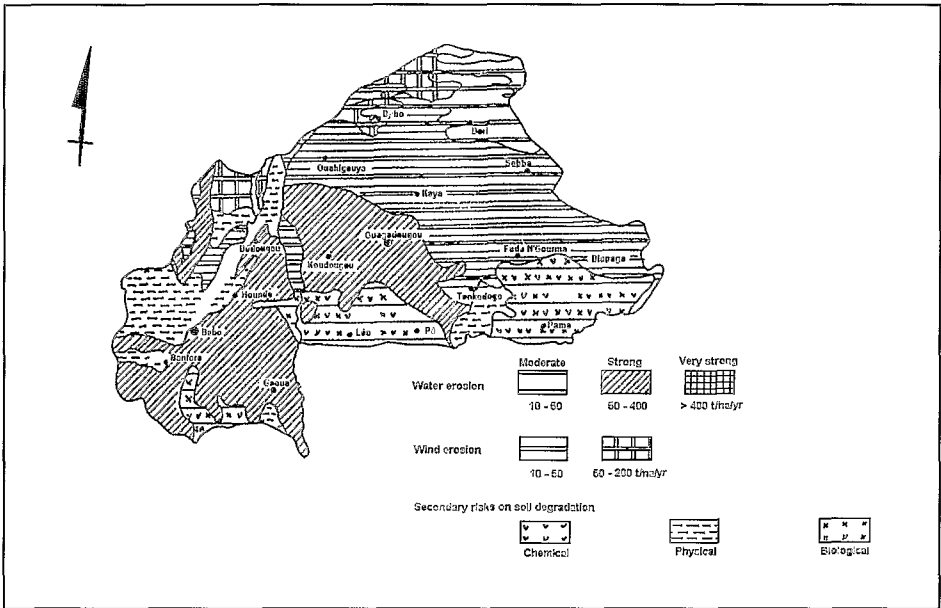 Djibo
Dori
Ouahigouya
Sebba
Kaya
Ouagadougou
Dédougou
Koudougou
Fada N'Gourma
Diapaga
Houndé
Tenkodogo
Bobo
Léo
Pô
Pama
Banfora
Gaoua
Moderate Strong Very strong
Water erosion
10 - 50 50 - 400 > 400 t/ha/yr
Wind erosion
10 - 50 50 - 200 t/ha/yr
Secondary risks on soil degradation
Chemical Physical Biological